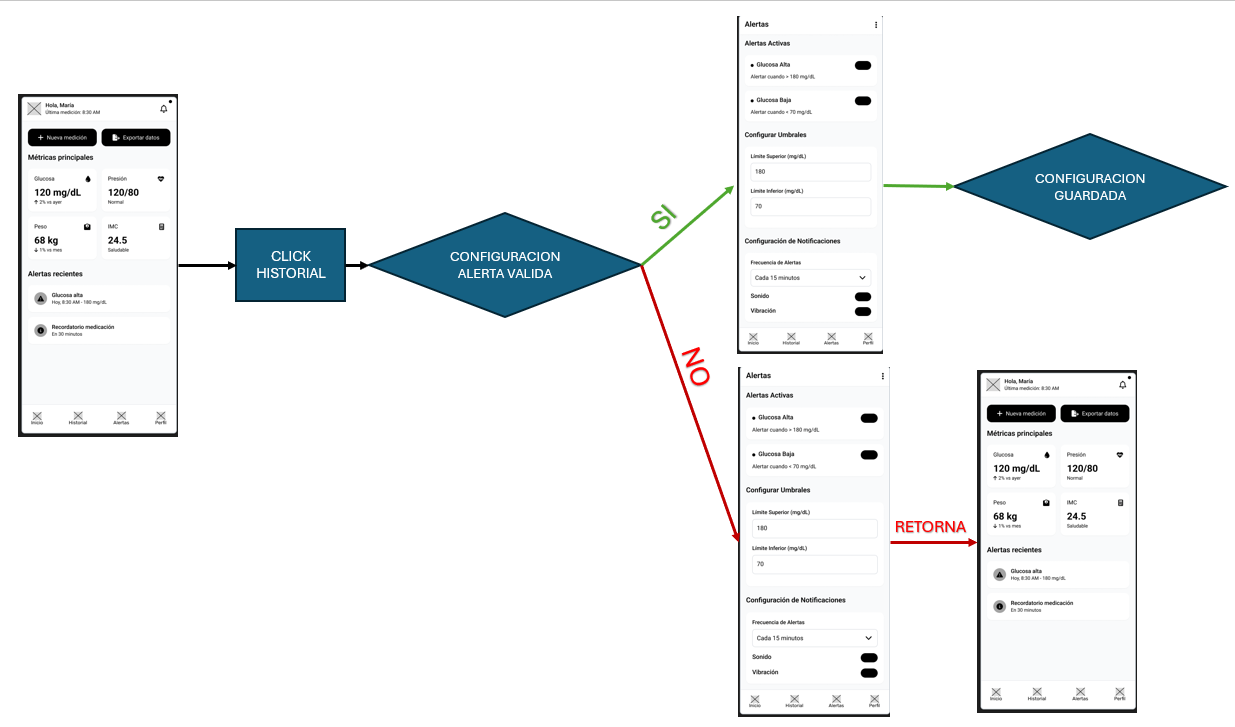 Hola, María
Última medición: 8:30 AM
+ Nueva medición
Exportar datos
Métricas principales
Glucosa
120 mg/dL
↑ 2% vs ayer
Presión
120/80
Normal
Peso
68 kg
↓ 1% vs mes
IMC
24.5
Saludable
Alertas recientes
Glucosa alta
Hoy, 8:30 AM - 180 mg/dL
Recordatorio medicación
En 30 minutos
Inicio
Historial
Alertas
Perfil
CLICK
HISTORIAL
CONFIGURACION
ALERTA VALIDA
SI
NO
Alertas
Alertas Activas
• Glucosa Alta
Alertar cuando > 180 mg/dL
• Glucosa Baja
Alertar cuando < 70 mg/dL
Configurar Umbrales
Límite Superior (mg/dL)
180
Límite Inferior (mg/dL)
70
Configuración de Notificaciones
Frecuencia de Alertas
Cada 15 minutos
Sonido
Vibración
Inicio
Historial
Alertas
Perfil
CONFIGURACION
GUARDADA
Alertas
Alertas Activas
• Glucosa Alta
Alertar cuando > 180 mg/dL
• Glucosa Baja
Alertar cuando < 70 mg/dL
Configurar Umbrales
Límite Superior (mg/dL)
180
Límite Inferior (mg/dL)
70
Configuración de Notificaciones
Frecuencia de Alertas
Cada 15 minutos
Sonido
Vibración
Inicio
Historial
Alertas
Perfil
RETORNA
Hola, María
Última medición: 8:30 AM
+ Nueva medición
Exportar datos
Métricas principales
Glucosa
120 mg/dL
↑ 2% vs ayer
Presión
120/80
Normal
Peso
68 kg
↓ 1% vs mes
IMC
24.5
Saludable
Alertas recientes
Glucosa alta
Hoy, 8:30 AM - 180 mg/dL
Recordatorio medicación
En 30 minutos
Inicio
Historial
Alertas
Perfil